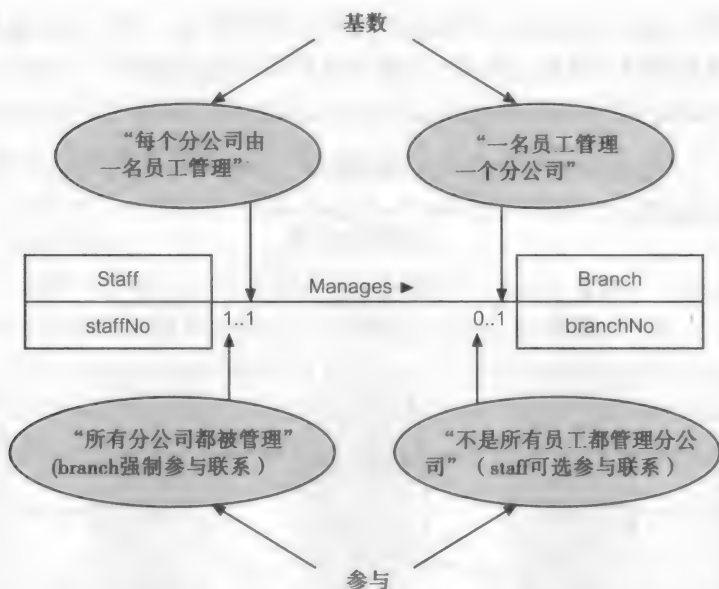 基数
“每个分公司由
一名员工管理”
“一名员工管理
一个分公司”
Staff
staffNo
Manages ►
1..1
0..1
Branch
branchNo
“所有分公司都被管理”
(branch强制参与联系）
“不是所有员工都管理分公
司”（staff可选参与联系）
参与